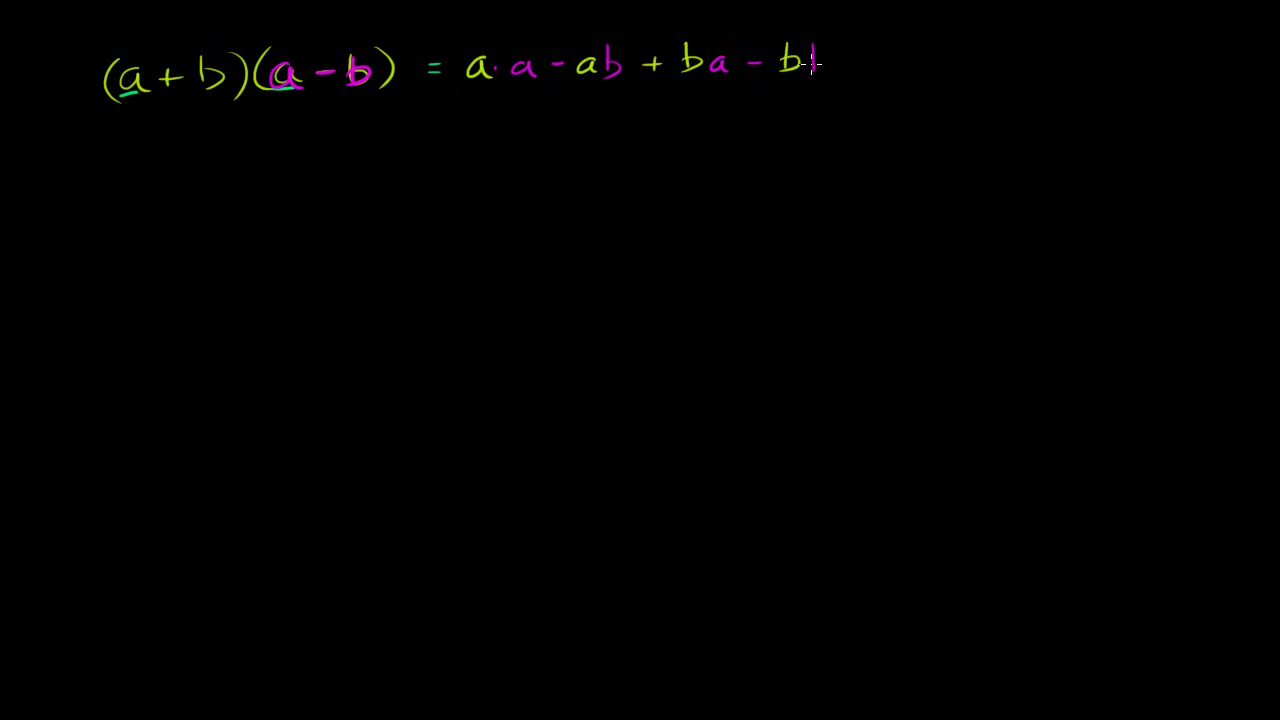 (a + b)(a - b) = a · a - ab + ba - b